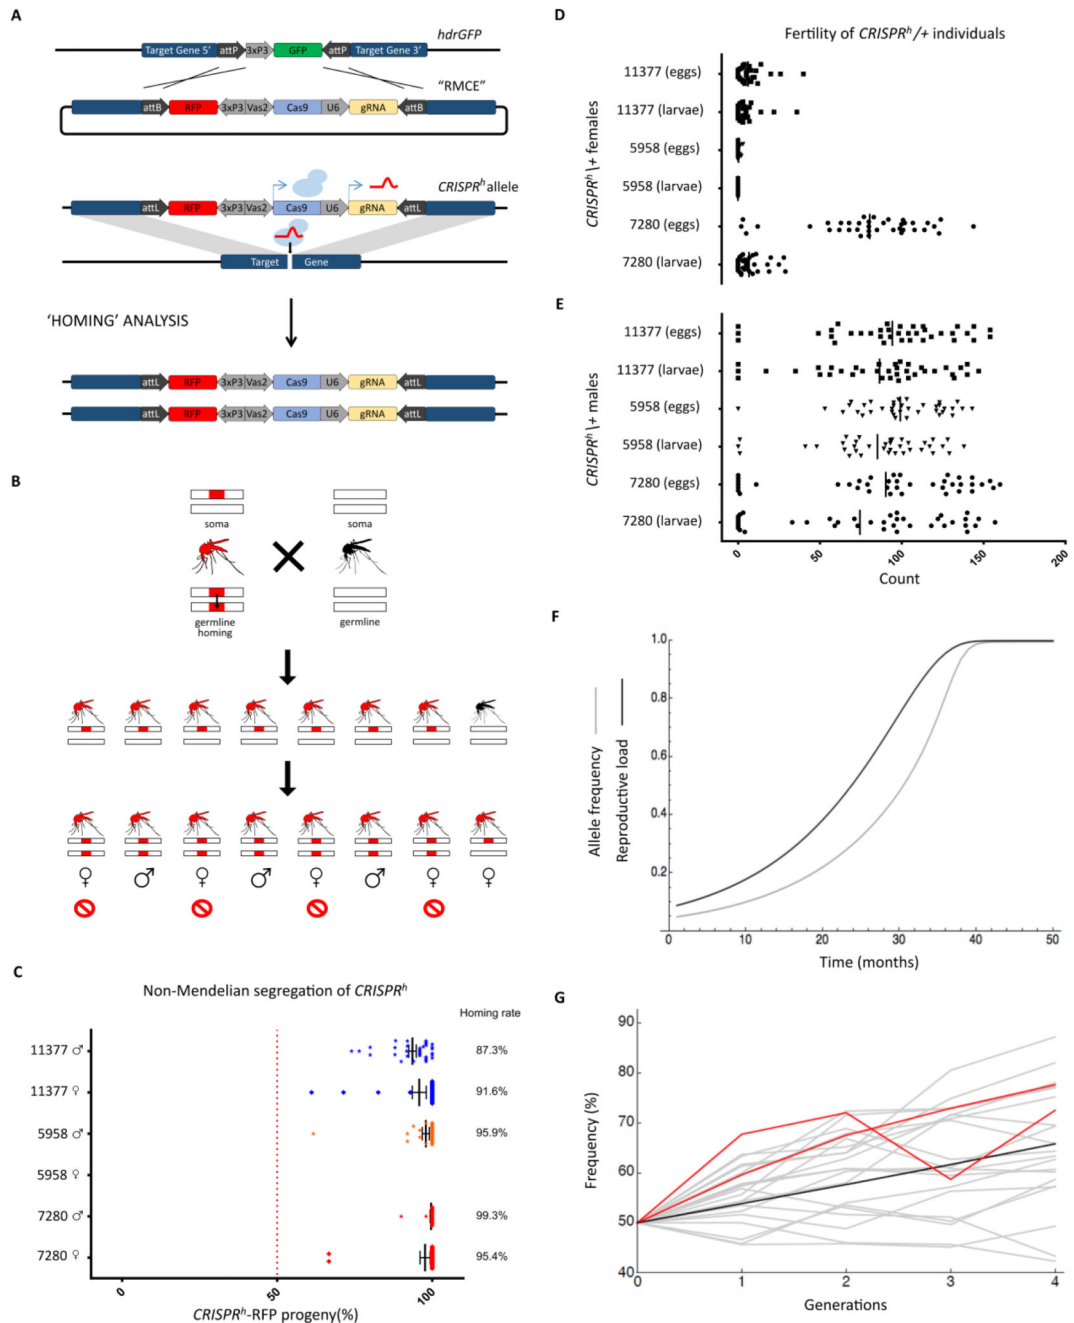 A
hdrGFP
Target Gene 5' attP 3xP3 GFP attP Target Gene 3'
"RMCE"
attB RFP 3xP3 Vas2 Cas9 U6 gRNA attB
CRISPRh allele
attL RFP 3xP3 Vas2 Cas9 U6 gRNA attL
Target Gene
'HOMING' ANALYSIS
attL RFP 3xP3 Vas2 Cas9 U6 gRNA attL
attL RFP 3xP3 Vas2 Cas9 U6 gRNA attL
B
soma soma
germline germline
homing
♀ ♂ ♀ ♂ ♀ ♂ ♀ ♀
C
Non-Mendelian segregation of CRISPRh
Homing rate
11377 ♂ 87.3%
11377 ♀ 91.6%
5958 ♂ 95.9%
5958 ♀
7280 ♂ 99.3%
7280 ♀ 95.4%
0 50 100
CRISPRh-RFP progeny(%)
D
Fertility of CRISPRh/+ individuals
CRISPRh\+ females
11377 (eggs)
11377 (larvae)
5958 (eggs)
5958 (larvae)
7280 (eggs)
7280 (larvae)
E
CRISPRh\+ males
11377 (eggs)
11377 (larvae)
5958 (eggs)
5958 (larvae)
7280 (eggs)
7280 (larvae)
0 50 100 150 200
Count
F
Allele frequency
Reproductive load
1.0
0.8
0.6
0.4
0.2
0 10 20 30 40 50
Time (months)
G
Frequency (%)
90
80
70
60
50
40
0 1 2 3 4
Generations